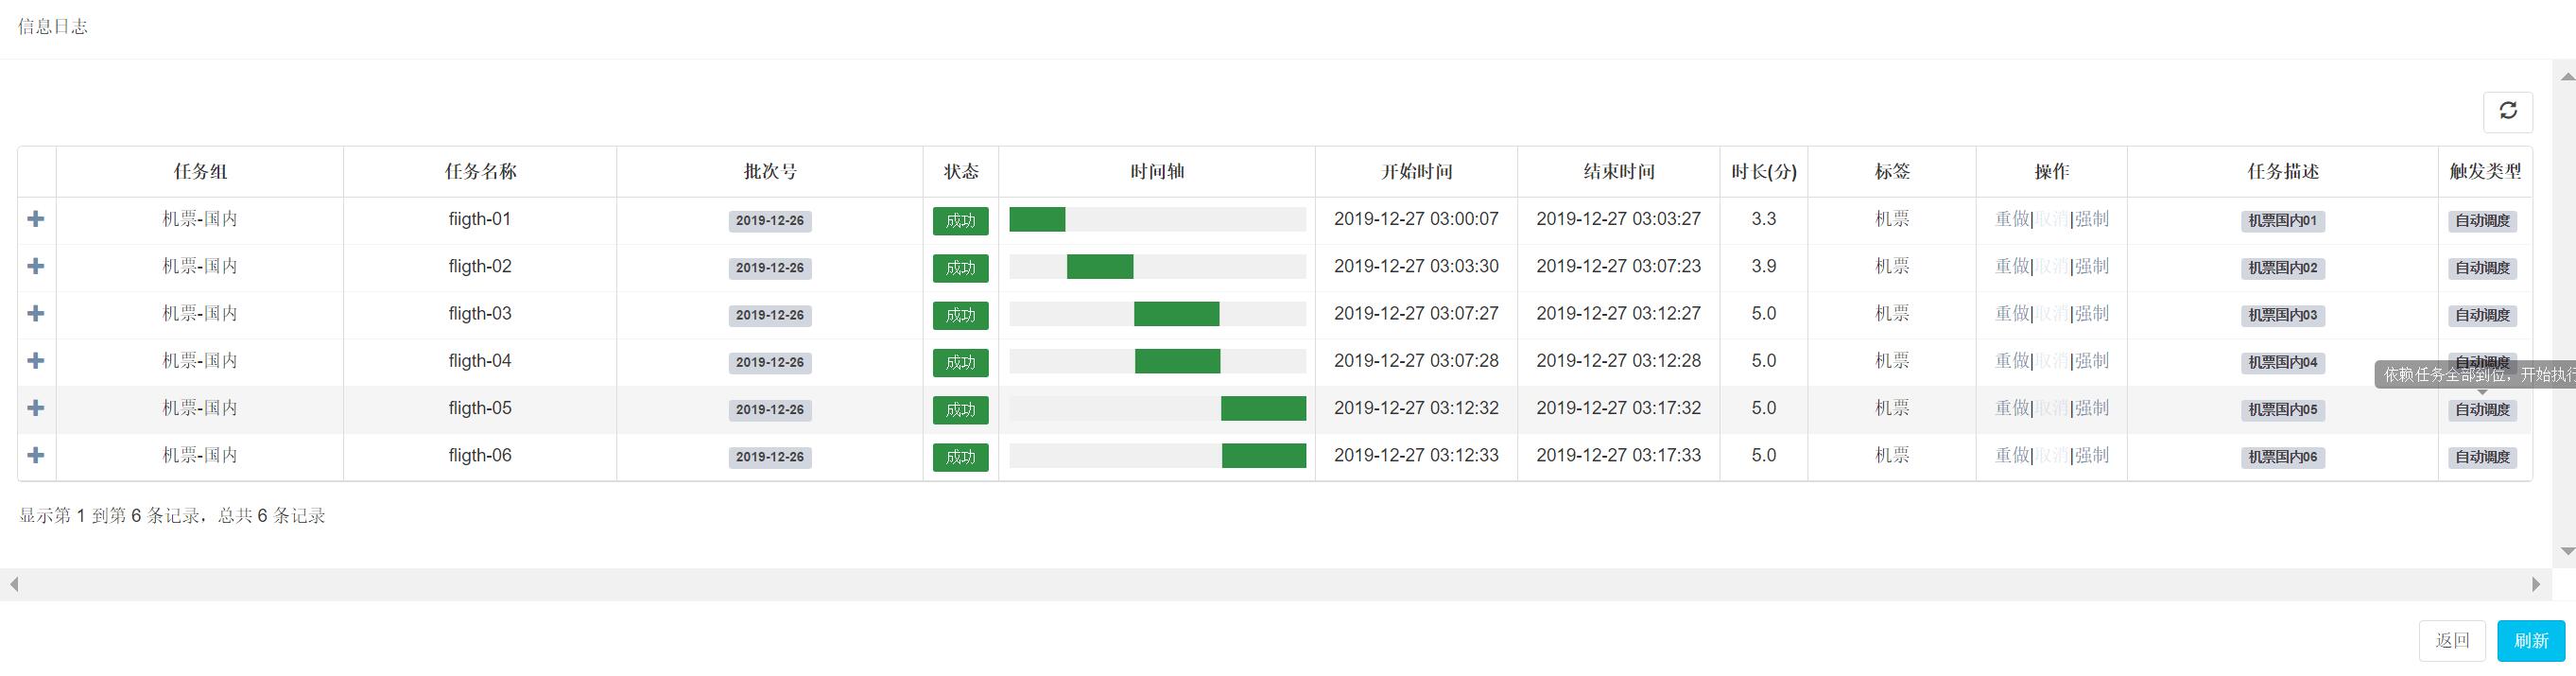 信息日志
任务组 任务名称 批次号 状态 时间轴 开始时间 结束时间 时长(分) 标签 操作 任务描述 触发类型
机票-国内 fliigth-01 2019-12-26 成功 2019-12-27 03:00:07 2019-12-27 03:03:27 3.3 机票 重做|取消|强制 机票国内01 自动调度
机票-国内 fligth-02 2019-12-26 成功 2019-12-27 03:03:30 2019-12-27 03:07:23 3.9 机票 重做|取消|强制 机票国内02 自动调度
机票-国内 fligth-03 2019-12-26 成功 2019-12-27 03:07:27 2019-12-27 03:12:27 5.0 机票 重做|取消|强制 机票国内03 自动调度
机票-国内 fligth-04 2019-12-26 成功 2019-12-27 03:07:28 2019-12-27 03:12:28 5.0 机票 重做|取消|强制 机票国内04 自动调度
依赖任务全部到位，开始执行
机票-国内 fligth-05 2019-12-26 成功 2019-12-27 03:12:32 2019-12-27 03:17:32 5.0 机票 重做|取消|强制 机票国内05 自动调度
机票-国内 fligth-06 2019-12-26 成功 2019-12-27 03:12:33 2019-12-27 03:17:33 5.0 机票 重做|取消|强制 机票国内06 自动调度
显示第 1 到第 6 条记录，总共 6 条记录
返回 刷新